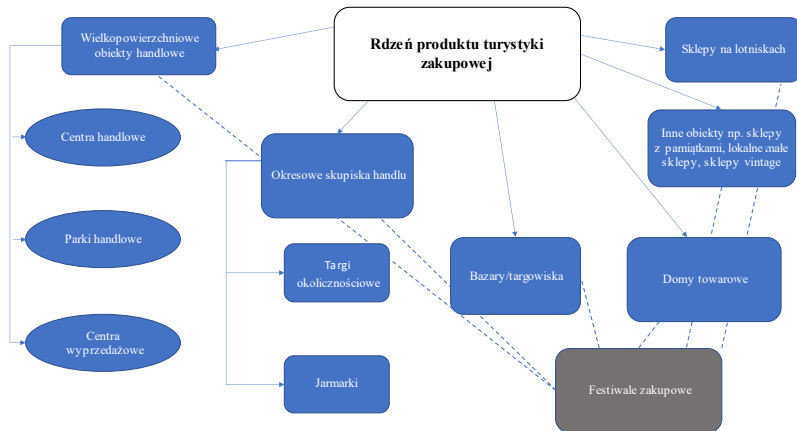 Wielkopowierzchniowe
obiekty handlowe
Rdzeń produktu turystyki
zakupowej
Sklepy na lotniskach
Centra handlowe
Inne obiekty np. sklepy
z pamiątkami, lokalne małe
sklepy, sklepy vintage
Okresowe skupiska handlu
Parki handlowe
Targi
okolicznościowe
Bazary/targowiska
Domy towarowe
Centra
wyprzedażowe
Jarmarki
Festiwale zakupowe